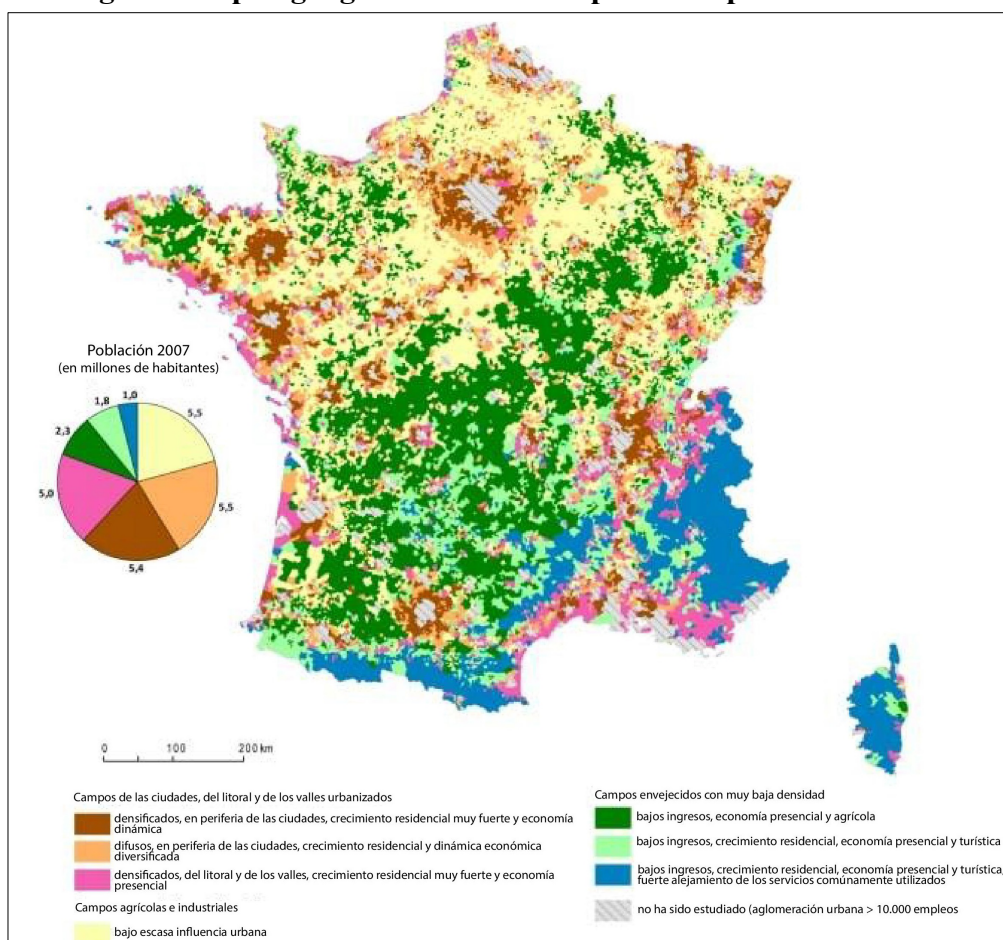 Población 2007
(en millones de habitantes)
1,0
1,8
5,5
2,3
5,0
5,5
5,4
0 100 200 km
Campos de las ciudades, del litoral y de los valles urbanizados
densificados, en periferia de las ciudades, crecimiento residencial muy fuerte y economía
dinámica
difusos, en periferia de las ciudades, crecimiento residencial y dinámica económica
diversificada
densificados, del litoral y de los valles, crecimiento residencial muy fuerte y economía
presencial
Campos agrícolas e industriales
bajo escasa influencia urbana
Campos envejecidos con muy baja densidad
bajos ingresos, economía presencial y agrícola
bajos ingresos, crecimiento residencial, economía presencial y turística
bajos ingresos, crecimiento residencial, economía presencial y turística,
fuerte alejamiento de los servicios comúnamente utilizados
no ha sido estudiado (aglomeración urbana > 10.000 empleos